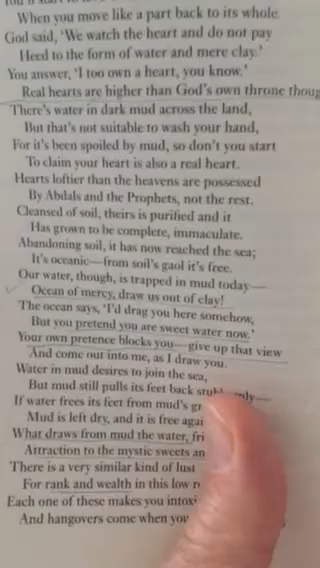 When you move like a part back to its whole.
God said, 'We watch the heart and do not pay
Heed to the form of water and mere clay.'
You answer, 'I too own a heart, you know.'
Real hearts are higher than God's own throne though
There's water in dark mud across the land,
But that's not suitable to wash your hand,
For it's been spoiled by mud, so don't you start
To claim your heart is also a real heart.
Hearts loftier than the heavens are possessed
By Abdals and the Prophets, not the rest.
Cleansed of soil, theirs is purified and it
Has grown to be complete, immaculate.
Abandoning soil, it has now reached the sea;
It's oceanic—from soil's gaol it's free.
Our water, though, is trapped in mud today—
Ocean of mercy, draw us out of clay!
The ocean says, 'I'd drag you here somehow,
But you pretend you are sweet water now.'
Your own pretence blocks you—give up that view
And come out into me, as I draw you.
Water in mud desires to join the sea,
But mud still pulls its feet back
If water frees its feet from mud's
Mud is left dry, and it is free
What draws from mud the water,
Attraction to the mystic sweets
There is a very similar kind of lust
For rank and wealth in this low
Each one of these makes you
And hangovers come when you